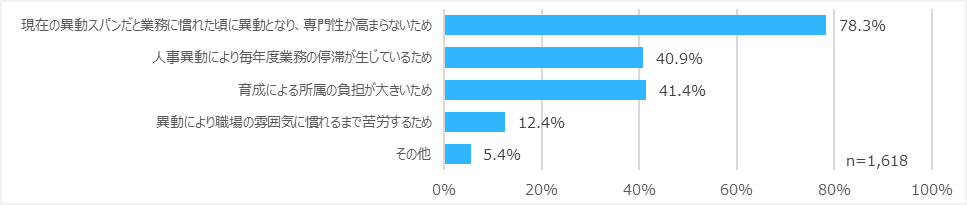 現在の異動スパンだと業務に慣れた頃に異動となり、専門性が高まらないため
78.3%
人事異動により毎年度業務の停滞が生じているため
40.9%
育成による所属の負担が大きいため
41.4%
異動により職場の雰囲気に慣れるまで苦労するため
12.4%
その他
5.4%
n=1,618
0% 20% 40% 60% 80% 100%